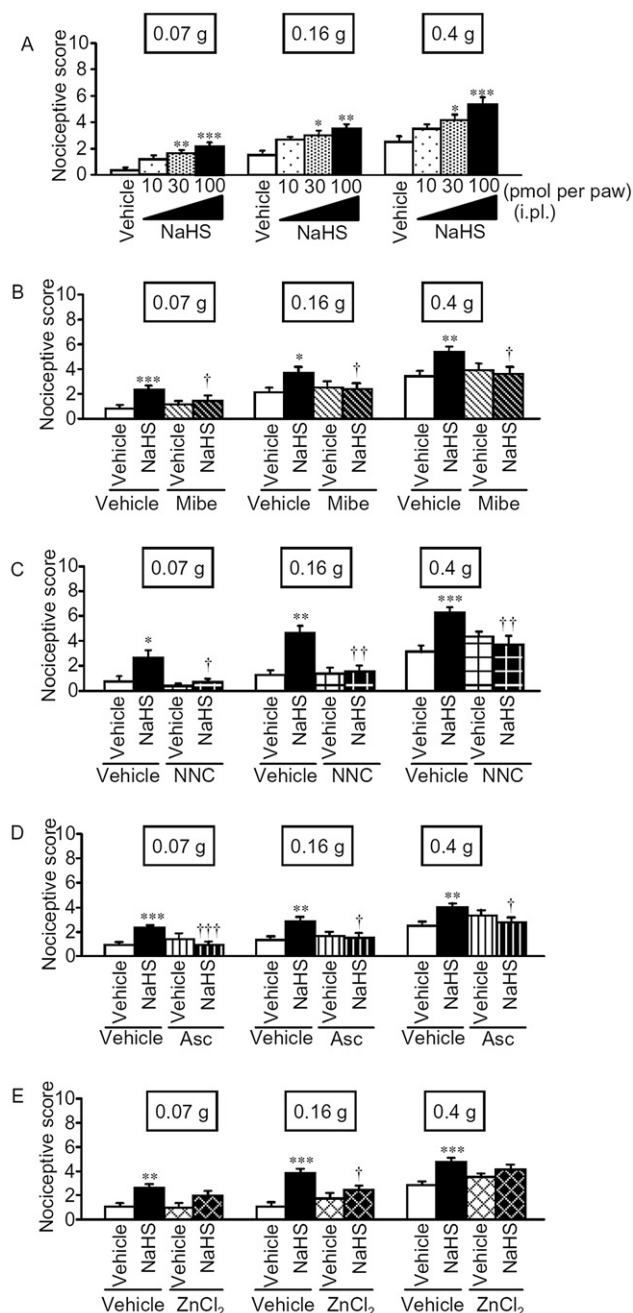 A
0.07 g 0.16 g 0.4 g
Nociceptive score
10
8
6
4
2
0
** *** * ** * ***
Vehicle 10 30 100 Vehicle 10 30 100 Vehicle 10 30 100 (pmol per paw)
NaHS NaHS NaHS (i.pl.)
B
0.07 g 0.16 g 0.4 g
Nociceptive score
10
8
6
4
2
0
*** † * † ** †
Vehicle NaHS Vehicle NaHS Vehicle NaHS Vehicle NaHS Vehicle NaHS Vehicle NaHS
Vehicle Mibe Vehicle Mibe Vehicle Mibe
C
0.07 g 0.16 g 0.4 g
Nociceptive score
10
8
6
4
2
0
* † ** †† *** ††
Vehicle NaHS Vehicle NaHS Vehicle NaHS Vehicle NaHS Vehicle NaHS Vehicle NaHS
Vehicle NNC Vehicle NNC Vehicle NNC
D
0.07 g 0.16 g 0.4 g
Nociceptive score
10
8
6
4
2
0
*** ††† ** † ** †
Vehicle NaHS Vehicle NaHS Vehicle NaHS Vehicle NaHS Vehicle NaHS Vehicle NaHS
Vehicle Asc Vehicle Asc Vehicle Asc
E
0.07 g 0.16 g 0.4 g
Nociceptive score
10
8
6
4
2
0
** *** † ***
Vehicle NaHS Vehicle NaHS Vehicle NaHS Vehicle NaHS Vehicle NaHS Vehicle NaHS
Vehicle ZnCl₂ Vehicle ZnCl₂ Vehicle ZnCl₂